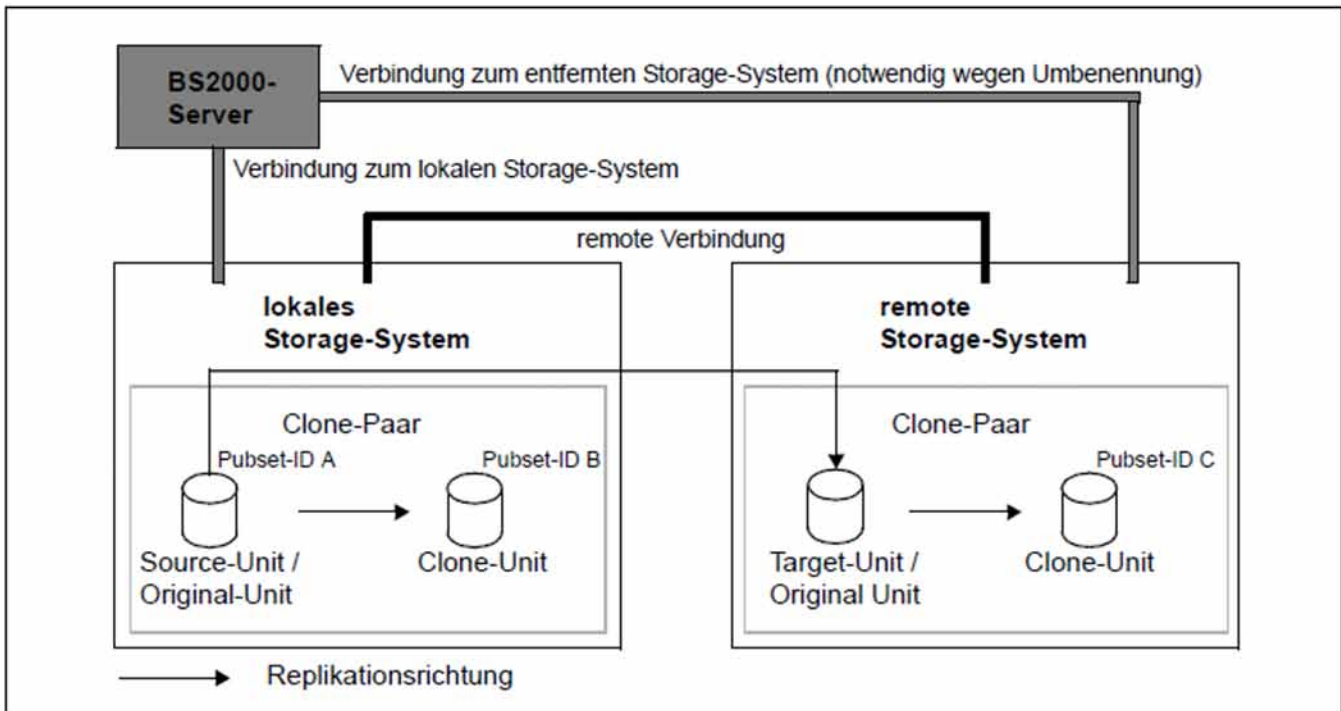 BS2000-
Server
Verbindung zum entfernten Storage-System (notwendig wegen Umbenennung)
Verbindung zum lokalen Storage-System
remote Verbindung
lokales
Storage-System
remote
Storage-System
Clone-Paar
Pubset-ID A
Pubset-ID B
Source-Unit /
Original-Unit
Clone-Unit
Clone-Paar
Pubset-ID C
Target-Unit /
Original Unit
Clone-Unit
Replikationsrichtung